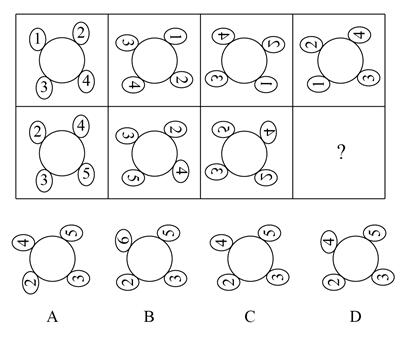 1 2 3 1 4 2 2 4
3 4 4 2 3 1 1 3
2 4 3 2 4
3 5 5 4 3 2 ?
4 5 6 5 4 5 4 5
2 3 2 3 2 3 2 3
A B C D